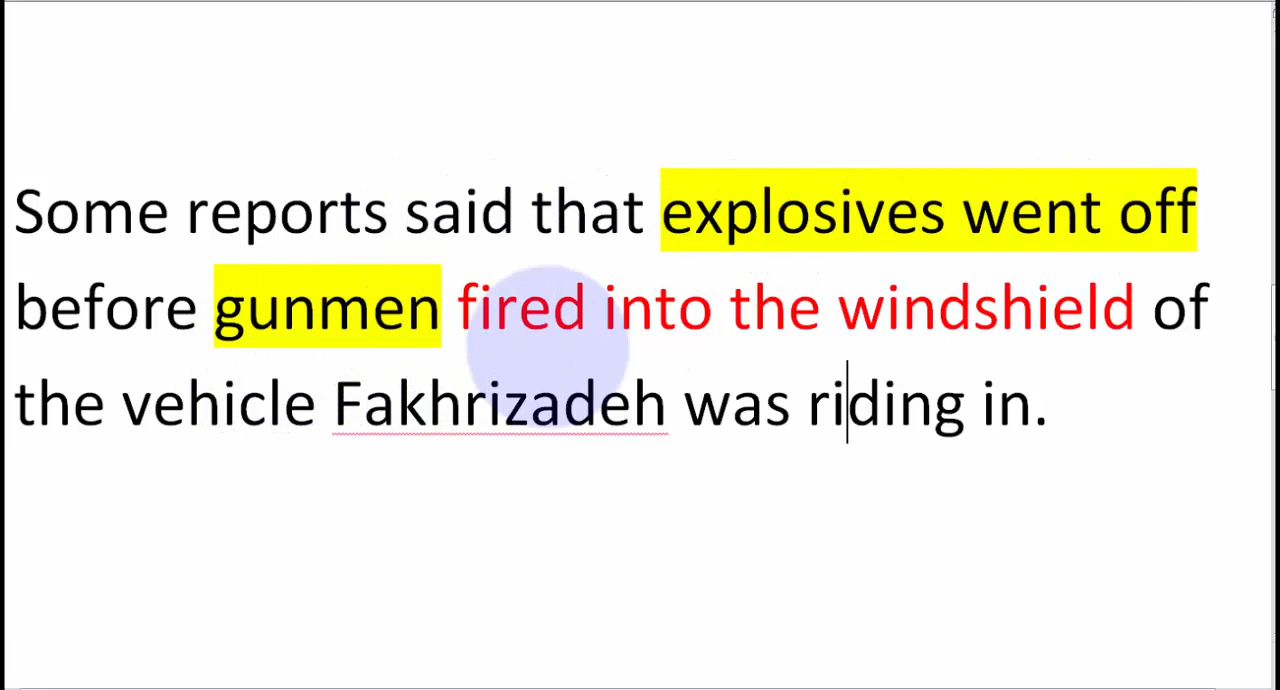 Some reports said that explosives went off
before gunmen fired into the windshield of
the vehicle Fakhrizadeh was riding in.